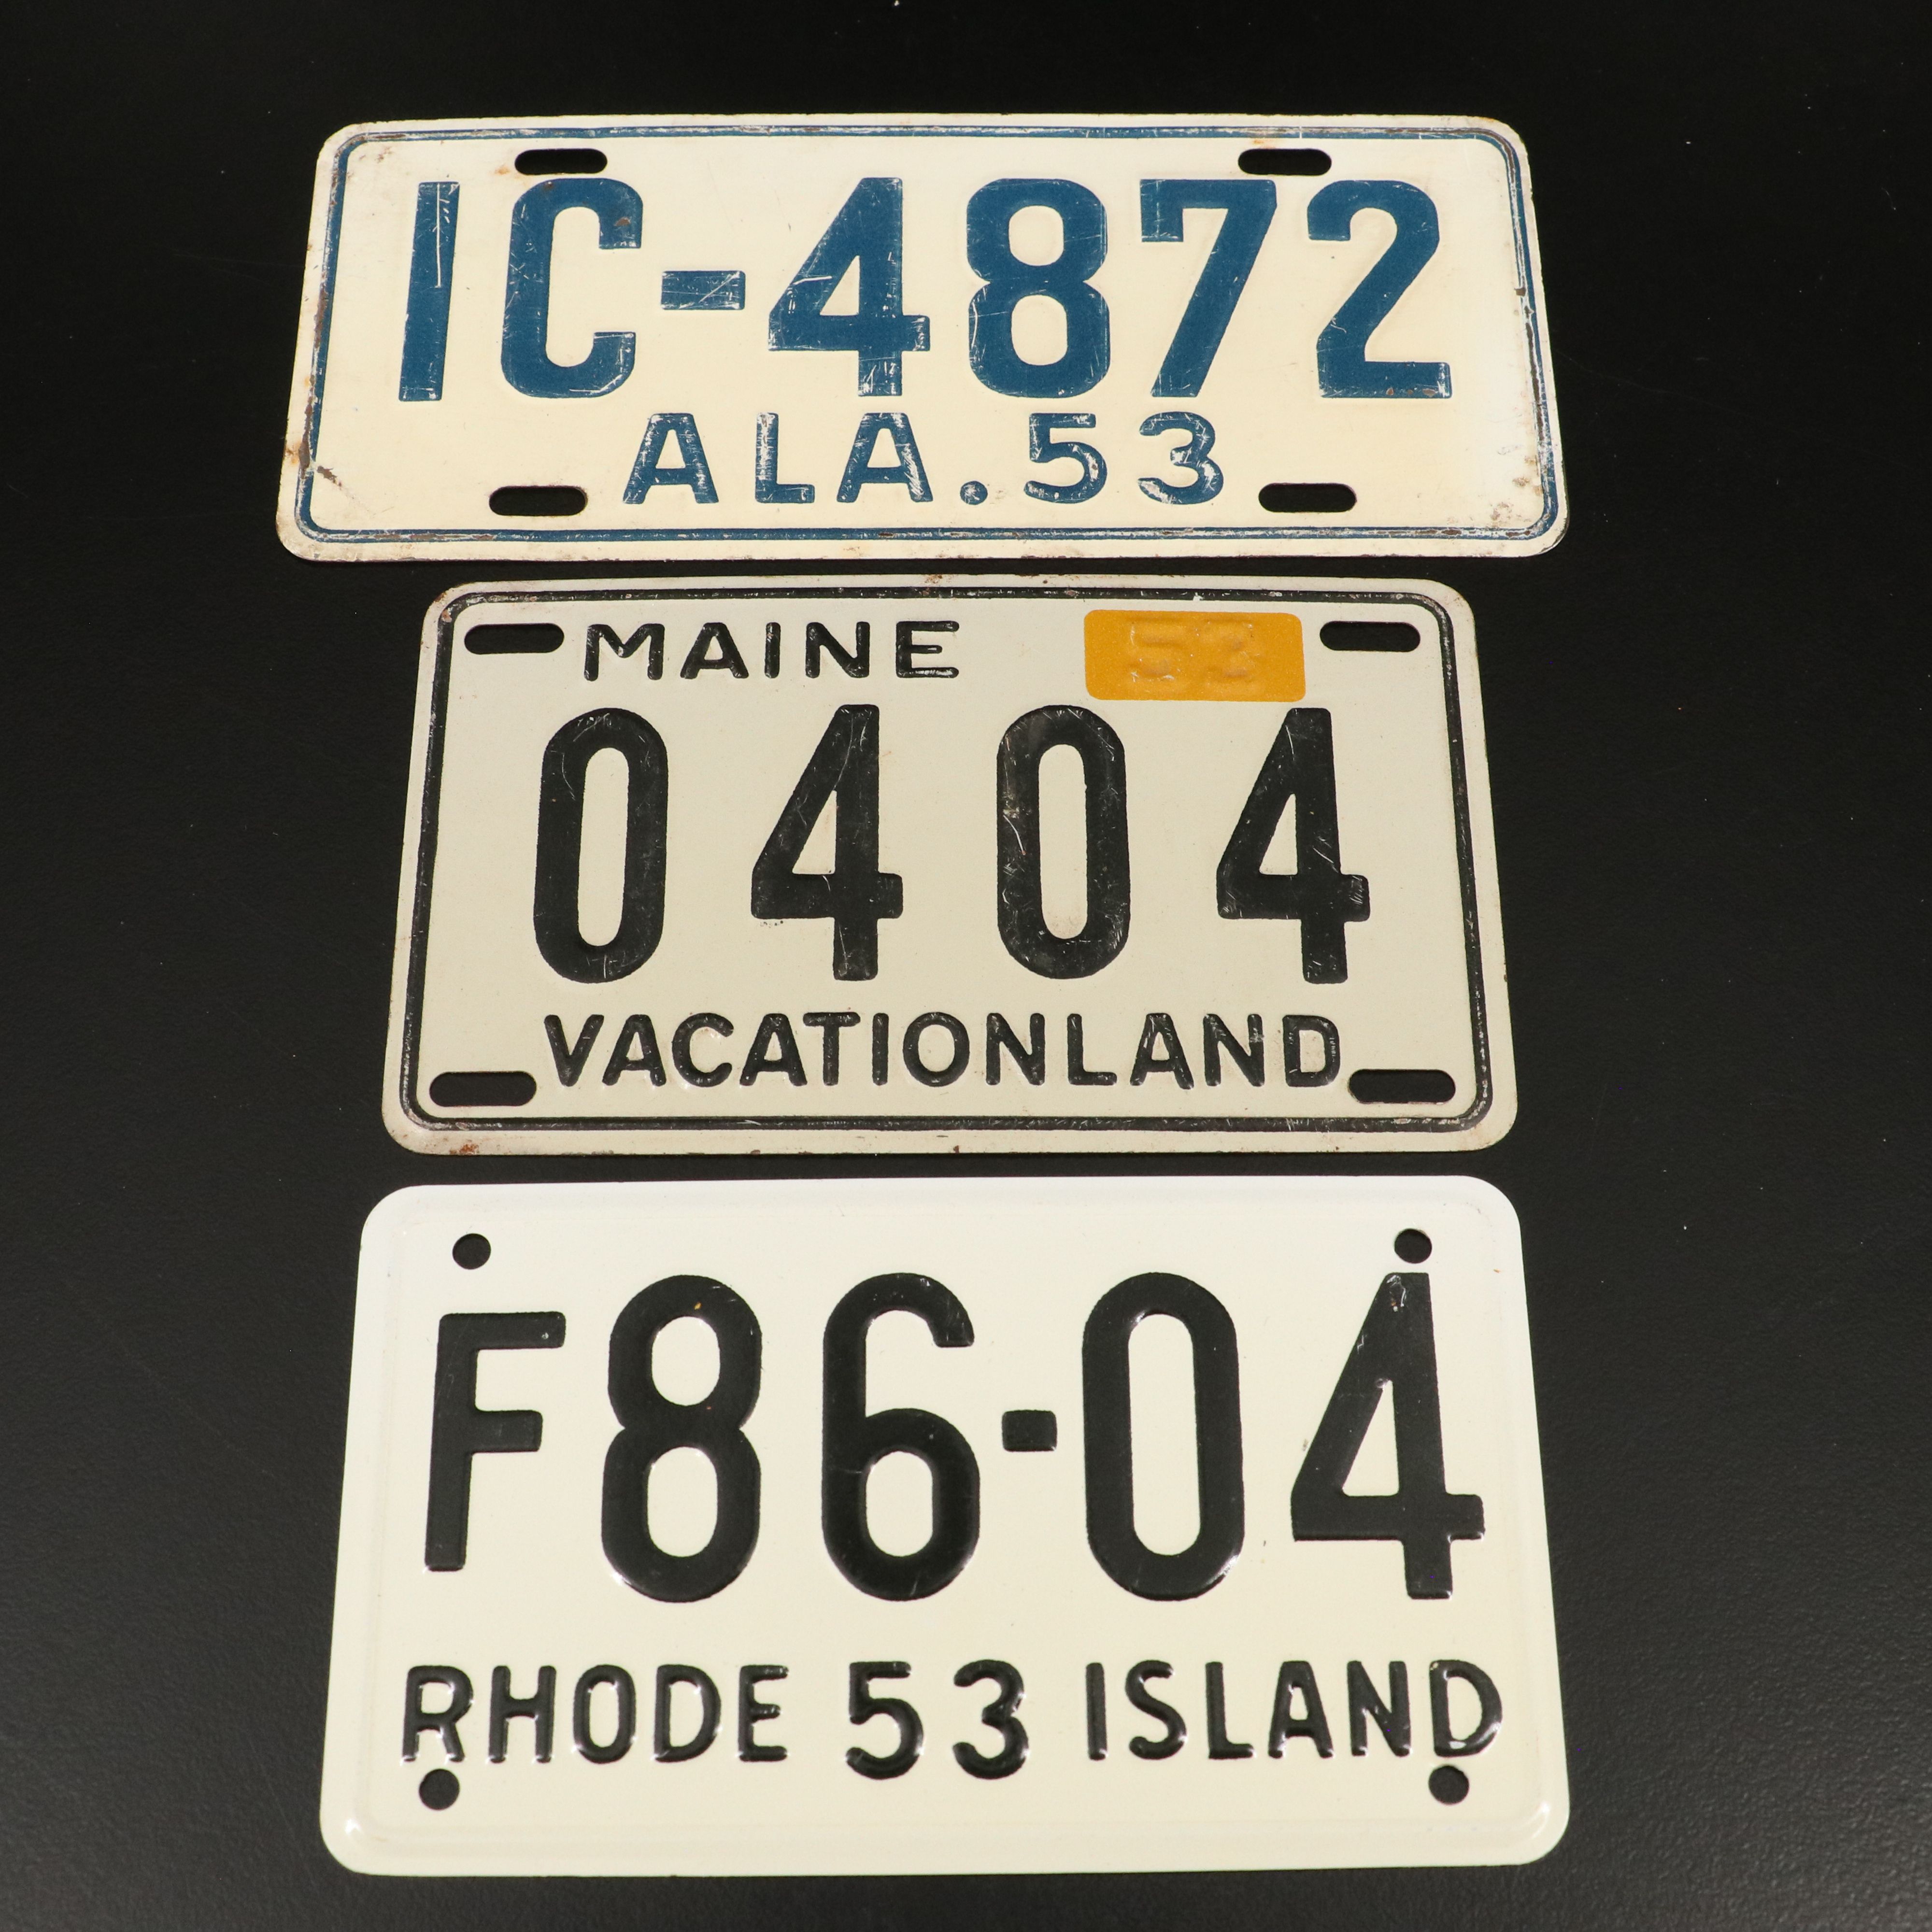 IC-4872
ALA.53
MAINE 53
0404
VACATIONLAND
F86-04
RHODE 53 ISLAND